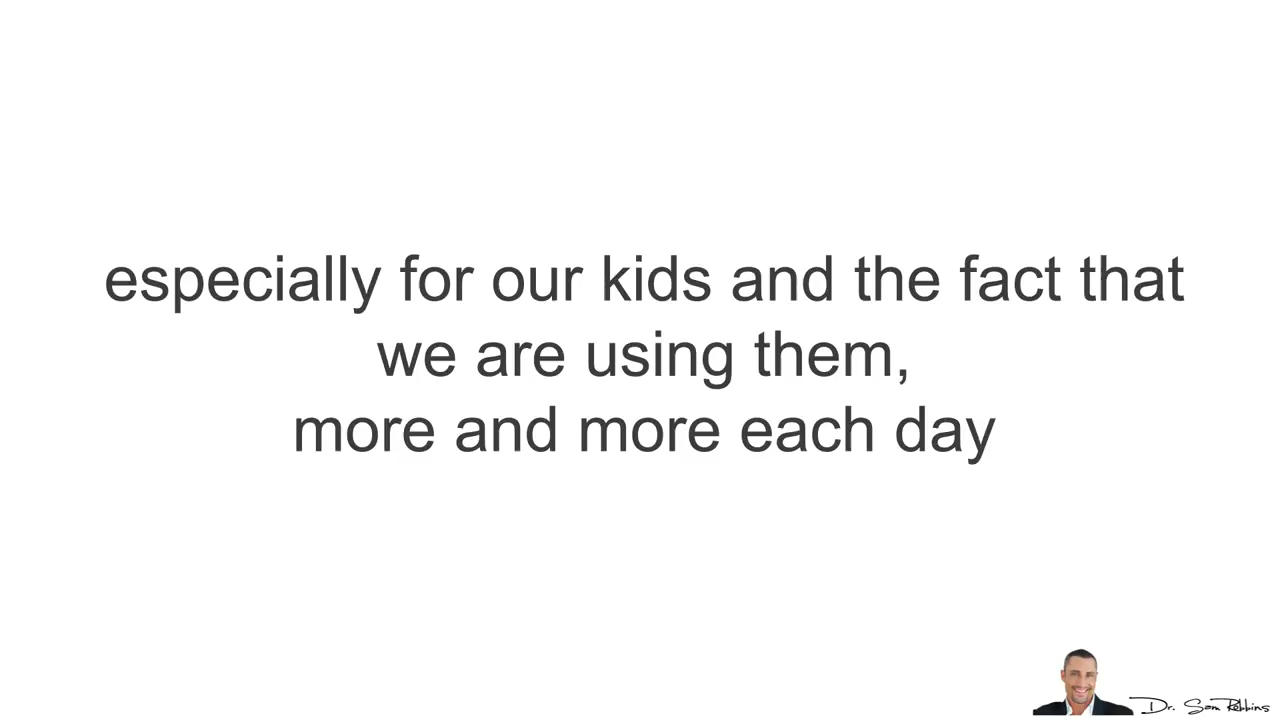 especially for our kids and the fact that
we are using them,
more and more each day
Dr. Sam Robbins